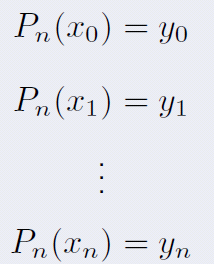 Pₙ(x₀) = y₀
Pₙ(x₁) = y₁
⋮
Pₙ(xₙ) = yₙ